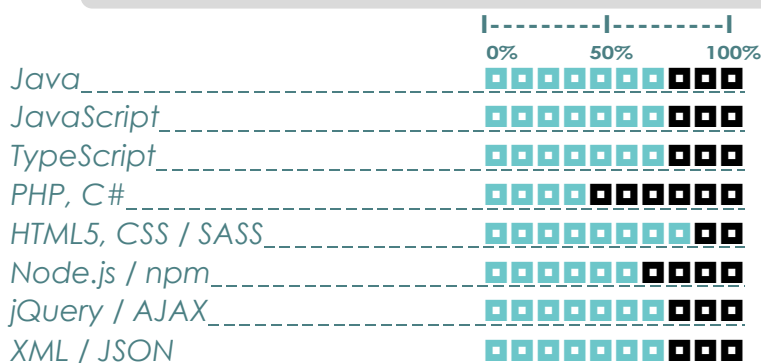 0% 50% 100%
Java
JavaScript
TypeScript
PHP, C#
HTML5, CSS / SASS
Node.js / npm
jQuery / AJAX
XML / JSON